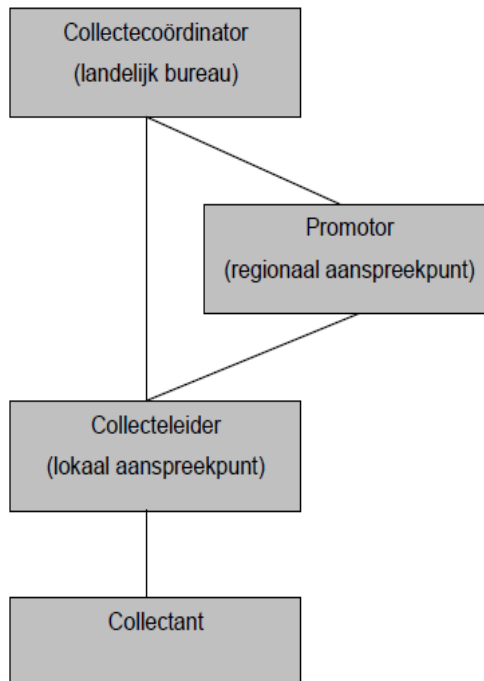 Collectecoördinator
(landelijk bureau)
Promotor
(regionaal aanspreekpunt)
Collecteleider
(lokaal aanspreekpunt)
Collectant